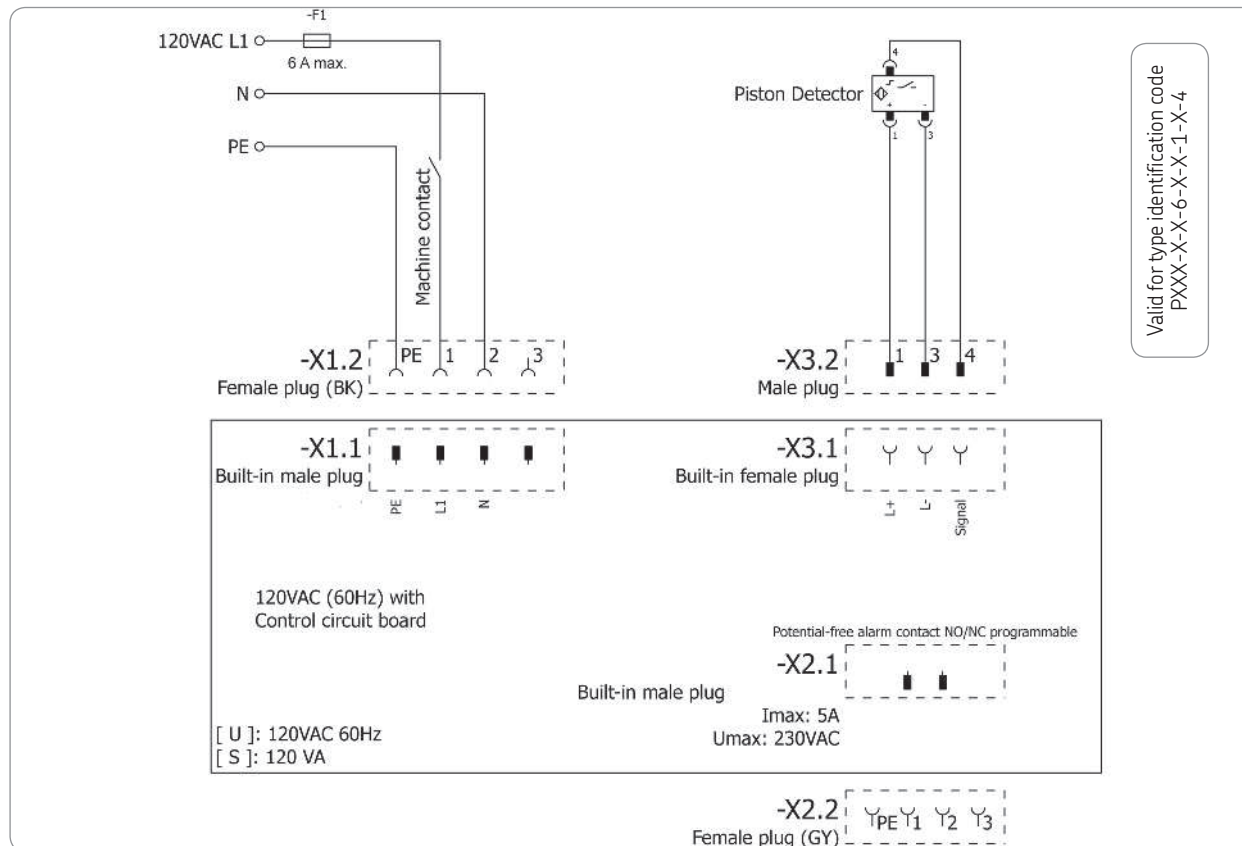 -F1
120VAC L1
6 A max.
N
PE
Machine contact
4
Piston Detector
+ -
1 3
Valid for type identification code
PXXX-X-X-6-X-X-1-X-4
-X1.2 PE 1 2 3
Female plug (BK)
-X3.2 1 3 4
Male plug
-X1.1
Built-in male plug
PE L1 N
-X3.1
Built-in female plug
L+ L- Signal
120VAC (60Hz) with
Control circuit board
Potential-free alarm contact NO/NC programmable
-X2.1
Built-in male plug
Imax: 5A
Umax: 230VAC
[ U ]: 120VAC 60Hz
[ S ]: 120 VA
-X2.2 PE 1 2 3
Female plug (GY)